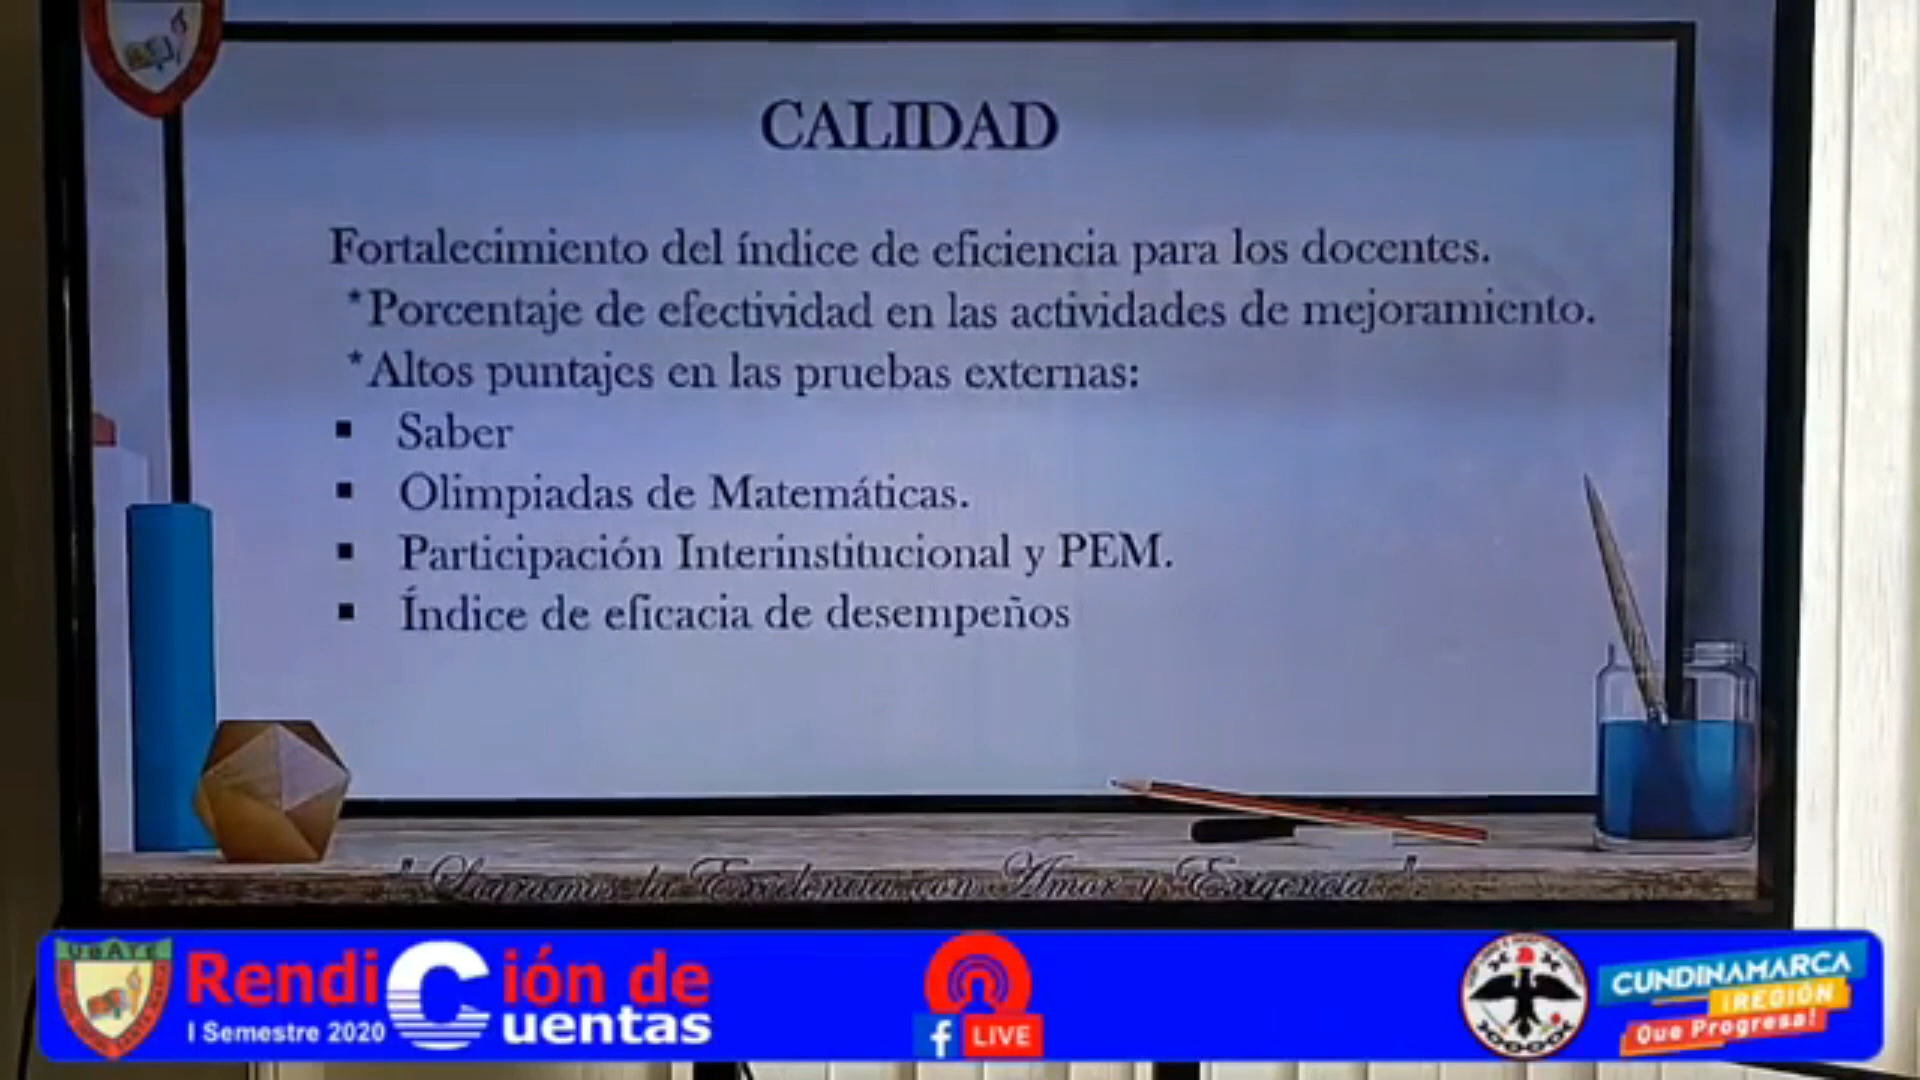 CALIDAD
Fortalecimiento del índice de eficiencia para los docentes.
*Porcentaje de efectividad en las actividades de mejoramiento.
*Altos puntajes en las pruebas externas:
▪ Saber
▪ Olimpiadas de Matemáticas.
▪ Participación Interinstitucional y PEM.
▪ Índice de eficacia de desempeños
"Logramos la Excelencia con Amor y Exigencia".
UBATE
Rendición de
Cuentas
I Semestre 2020
f LIVE
CUNDINAMARCA
¡REGIÓN
Que Progresa!